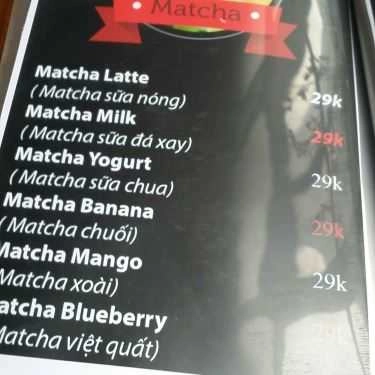 Matcha
Matcha Latte
( Matcha sữa nóng) 29k
Matcha Milk
( Matcha sữa đá xay) 29k
Matcha Yogurt
( Matcha sữa chua) 29k
Matcha Banana
( Matcha chuối) 29k
Matcha Mango
Matcha xoài) 29k
atcha Blueberry
Matcha việt quất)